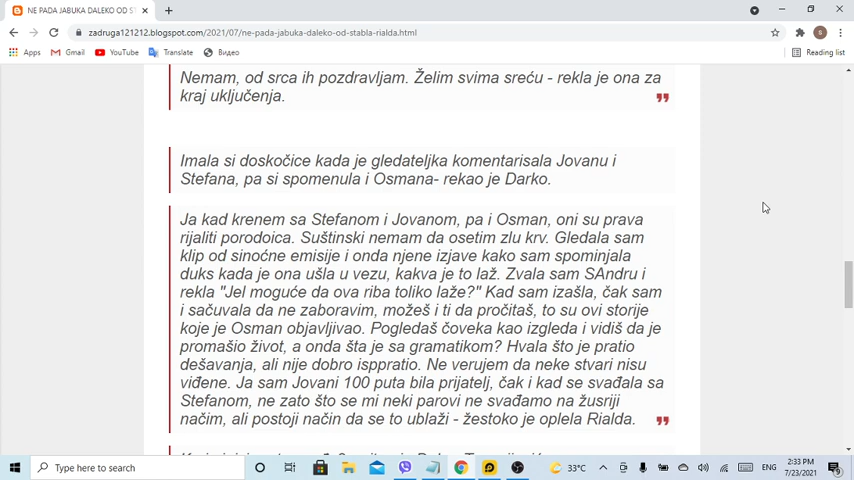 NE PADA JABUKA DALEKO OD ST
zadruga121212.blogspot.com/2021/07/ne-pada-jabuka-daleko-od-stabla-rialda.html
Apps
Gmail
YouTube
Translate
Видео
Reading list
Nemam, od srca ih pozdravljam. Želim svima sreću - rekla je ona za
kraj uključenja.
Imala si doskočice kada je gledateljka komentarisala Jovanu i
Stefana, pa si spomenula i Osmana- rekao je Darko.
Ja kad krenem sa Stefanom i Jovanom, pa i Osman, oni su prava
rijaliti porodoica. Suštinski nemam da osetim zlu krv. Gledala sam
klip od sinoćne emisije i onda njene izjave kako sam spominjala
duks kada je ona ušla u vezu, kakva je to laž. Zvala sam SAndru i
rekla "Jel moguće da ova riba toliko laže?" Kad sam izašla, čak sam
i sačuvala da ne zaboravim, možeš i ti da pročitaš, to su ovi storije
koje je Osman objavljivao. Pogledaš čoveka kao izgleda i vidiš da je
promašio život, a onda šta je sa gramatikom? Hvala što je pratio
dešavanja, ali nije dobro isppratio. Ne verujem da neke stvari nisu
viđene. Ja sam Jovani 100 puta bila prijatelj, čak i kad se svađala sa
Stefanom, ne zato što se mi neki parovi ne svađamo na žusriji
načim, ali postoji način da se to ublaži - žestoko je oplela Rialda.
Type here to search
33°C
ENG
2:33 PM
7/23/2021